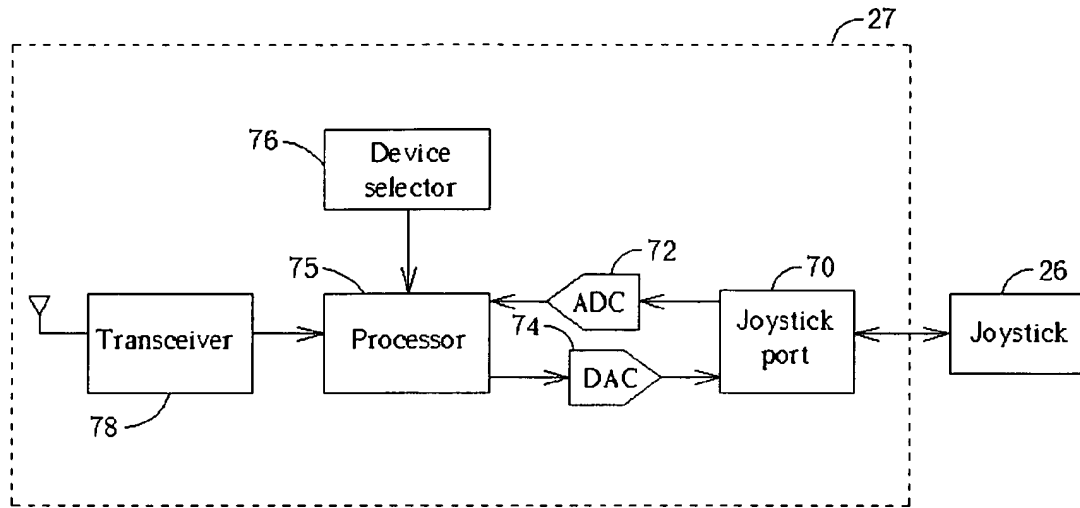 27
76
Device
selector
75
72
70
26
Transceiver
Processor
ADC
74
DAC
Joystick
port
Joystick
78